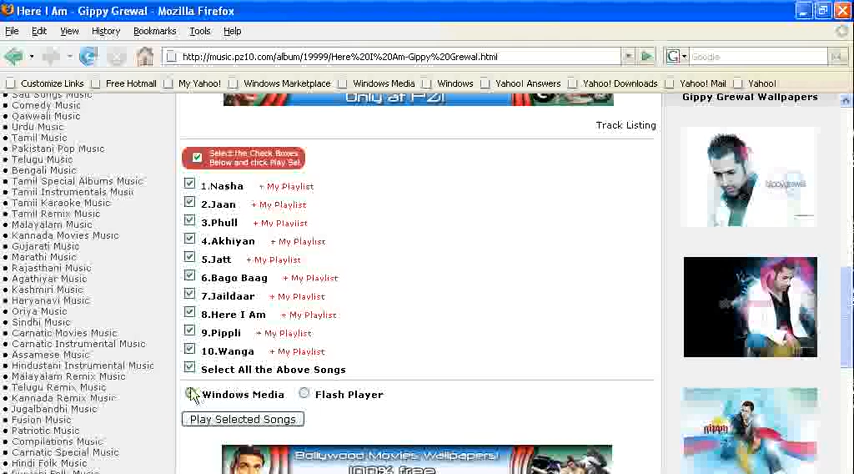 Here I Am - Gippy Grewal - Mozilla Firefox
File Edit View History Bookmarks Tools Help
http://music.pz10.com/album/19999/Here%20I%20Am-Gippy%20Grewal.html
Google
Customize Links Free Hotmail My Yahoo! Windows Marketplace Windows Media Windows Yahoo! Answers Yahoo! Downloads Yahoo! Mail Yahoo!
Sad Songs Music
Comedy Music
Qawwali Music
Urdu Music
Tamil Music
Pakistani Pop Music
Telugu Music
Bengali Music
Tamil Special Albums Music
Tamil Instrumentals Music
Tamil Karaoke Music
Tamil Remix Music
Malayalam Music
Kannada Movies Music
Gujarati Music
Marathi Music
Rajasthani Music
Agathiyar Music
Kashmiri Music
Haryanavi Music
Oriya Music
Sindhi Music
Carnatic Movies Music
Carnatic Instrumental Music
Assamese Music
Hindustani Instrumental Music
Malayalam Remix Music
Telugu Remix Music
Kannada Remix Music
Jugalbandhi Music
Fusion Music
Patriotic Music
Compilations Music
Carnatic Special Music
Hindi Folk Music
Only at PZ!
Track Listing
Select the Check Boxes
Below and click Play Sel.
1.Nasha + My Playlist
2.Jaan + My Playlist
3.Phull + My Playlist
4.Akhiyan + My Playlist
5.Jatt + My Playlist
6.Bago Baag + My Playlist
7.Jaildaar + My Playlist
8.Here I Am + My Playlist
9.Pippli + My Playlist
10.Wanga + My Playlist
Select All the Above Songs
Windows Media Flash Player
Play Selected Songs
Bollywood Movies Wallpapers
100% free
Gippy Grewal Wallpapers
gippygrewal